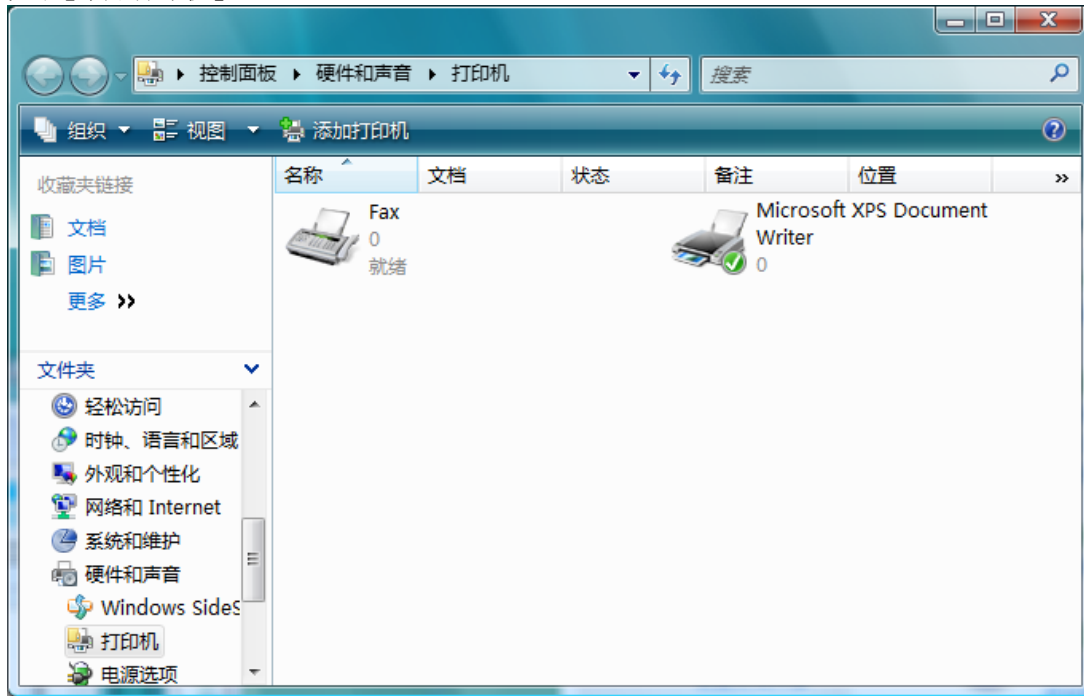 控制面板 ▸ 硬件和声音 ▸ 打印机
搜索
组织 视图 添加打印机
收藏夹链接
文档
图片
更多 »
文件夹
轻松访问
时钟、语言和区域
外观和个性化
网络和 Internet
系统和维护
硬件和声音
Windows SideS
打印机
电源选项
名称 文档 状态 备注 位置 »
Fax
0
就绪
Microsoft XPS Document
Writer
0